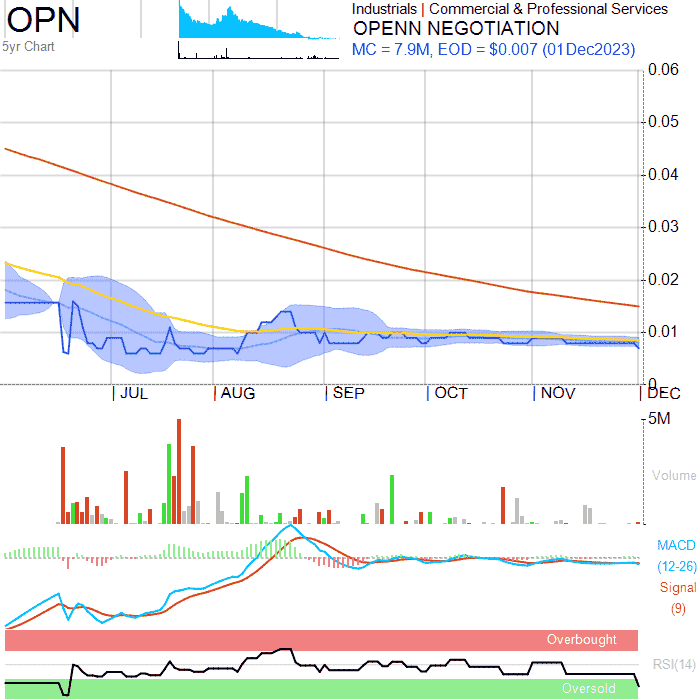 OPN
5yr Chart
Industrials | Commercial & Professional Services
OPENN NEGOTIATION
MC = 7.9M, EOD = $0.007 (01Dec2023)
0.06
0.05
0.04
0.03
0.02
0.01
0
JUL AUG SEP OCT NOV DEC
5M
Volume
MACD
(12-26)
Signal
(9)
Overbought
RSI(14)
Oversold